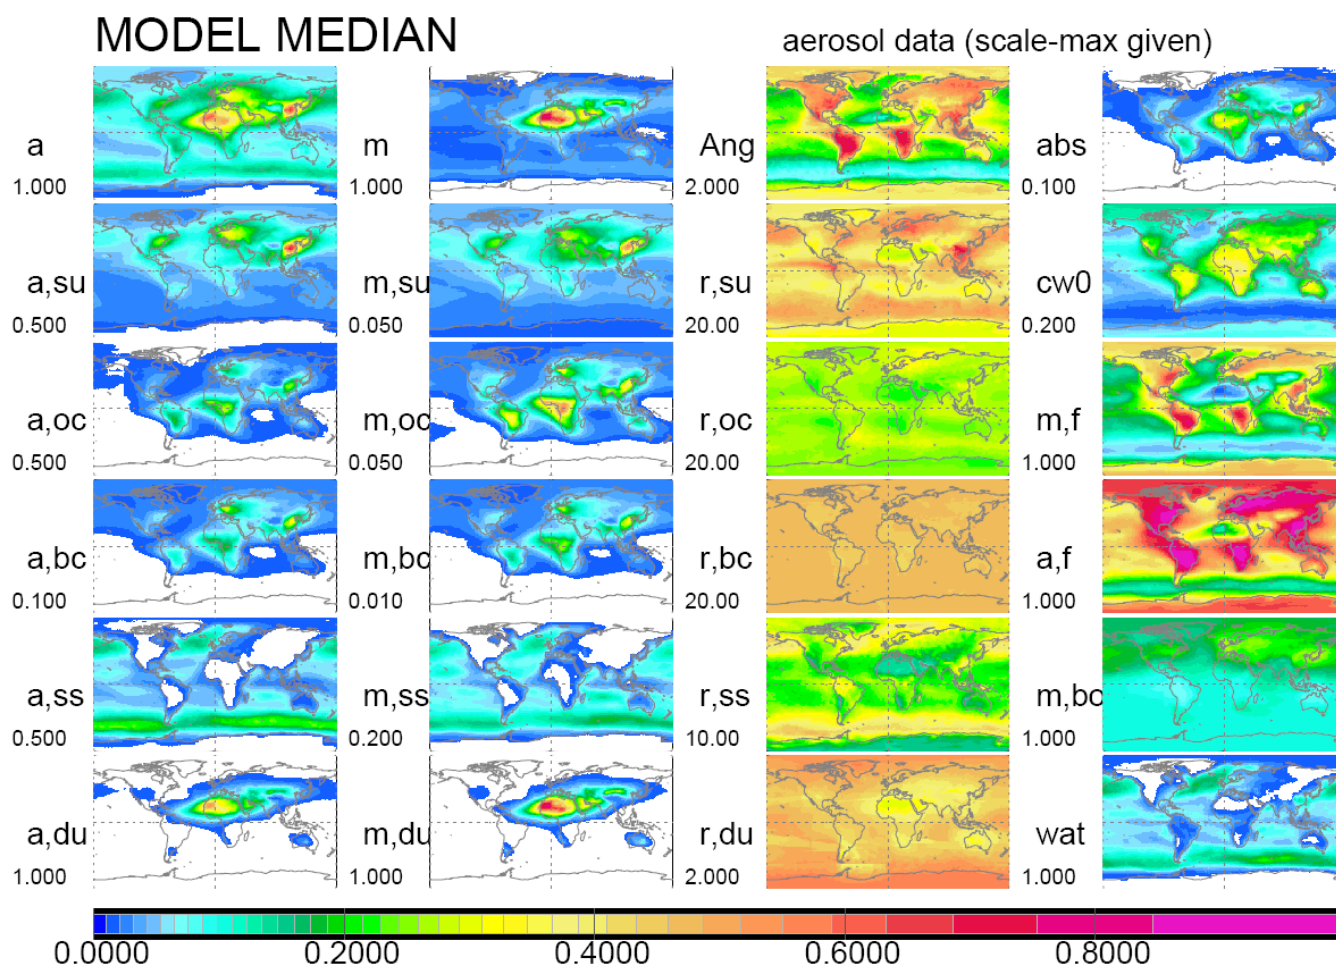 MODEL MEDIAN
aerosol data (scale-max given)
a
1.000
m
1.000
Ang
2.000
abs
0.100
a,su
0.500
m,su
0.050
r,su
20.00
cw0
0.200
a,oc
0.500
m,oc
0.050
r,oc
20.00
m,f
1.000
a,bc
0.100
m,bc
0.010
r,bc
20.00
a,f
1.000
a,ss
0.500
m,ss
0.200
r,ss
10.00
m,bc
1.000
a,du
1.000
m,du
1.000
r,du
2.000
wat
1.000
0.0000 0.2000 0.4000 0.6000 0.8000